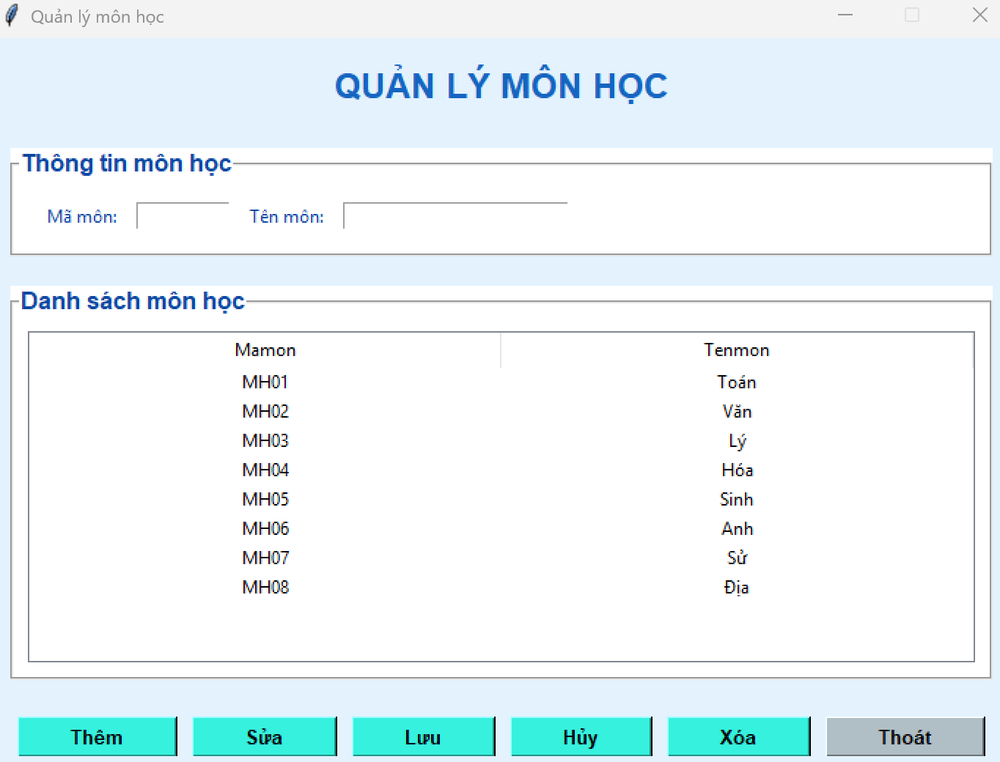 Quản lý môn học
QUẢN LÝ MÔN HỌC
Thông tin môn học
Mã môn: Tên môn:
Danh sách môn học
Mamon Tenmon
MH01 Toán
MH02 Văn
MH03 Lý
MH04 Hóa
MH05 Sinh
MH06 Anh
MH07 Sử
MH08 Địa
Thêm Sửa Lưu Hủy Xóa Thoát